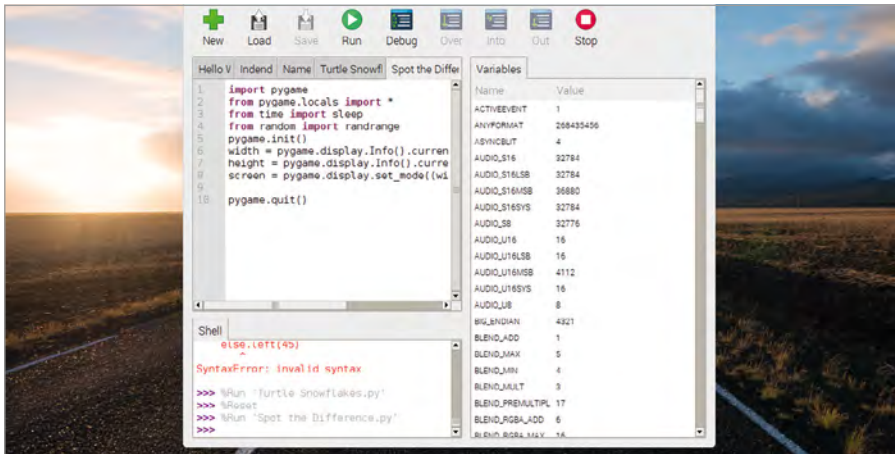 New Load Save Run Debug Over Into Out Stop
Hello V Indend Name Turtle Snowfl Spot the Differ
1 import pygame
2 from pygame.locals import *
3 from time import sleep
4 from random import randrange
5 pygame.init()
6 width = pygame.display.Info().curren
7 height = pygame.display.Info().curre
8 screen = pygame.display.set_mode((wi
9
10 pygame.quit()
Shell
else.left(45)
^
SyntaxError: invalid syntax
>>> %Run 'Turtle Snowflakes.py'
>>> %Reset
>>> %Run 'Spot the Difference.py'
>>>
Variables
Name Value
ACTIVEEVENT 1
ANYFORMAT 268435456
ASYNCBLIT 4
AUDIO_S16 32784
AUDIO_S16LSB 32784
AUDIO_S16MSB 36880
AUDIO_S16SYS 32784
AUDIO_S8 32776
AUDIO_U16 16
AUDIO_U16LSB 16
AUDIO_U16MSB 4112
AUDIO_U16SYS 16
AUDIO_U8 8
BIG_ENDIAN 4321
BLEND_ADD 1
BLEND_MAX 5
BLEND_MIN 4
BLEND_MULT 3
BLEND_PREMULTIPL 17
BLEND_RGBA_ADD 6
BLEND_RGBA_MAX 16